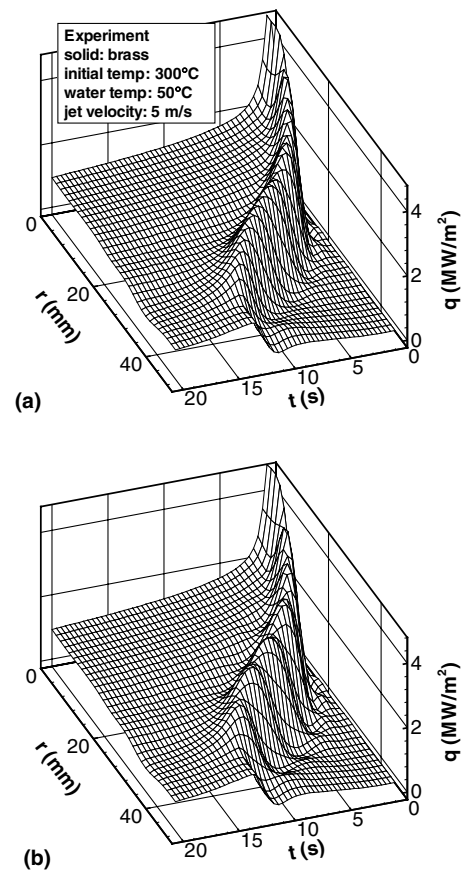 Experiment
solid: brass
initial temp: 300°C
water temp: 50°C
jet velocity: 5 m/s
4
2
0
q (MW/m²)
0
20
40
r (mm)
20
15
10
5
0
t (s)
(a)
4
2
0
q (MW/m²)
0
20
40
r (mm)
20
15
10
5
0
t (s)
(b)